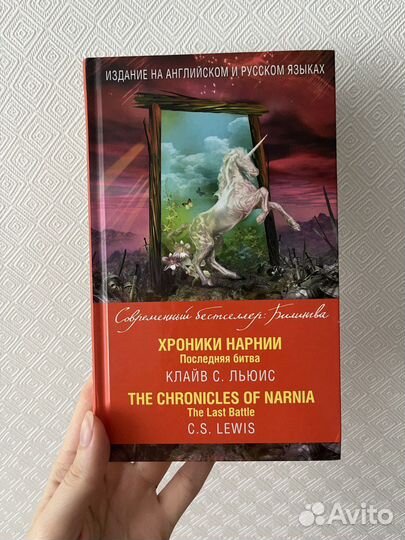 ИЗДАНИЕ НА АНГЛИЙСКОМ И РУССКОМ ЯЗЫКАХ
Современный бестселлер: Билингва
ХРОНИКИ НАРНИИ
Последняя битва
КЛАЙВ С. ЛЬЮИС
THE CHRONICLES OF NARNIA
The Last Battle
C.S. LEWIS
Avito